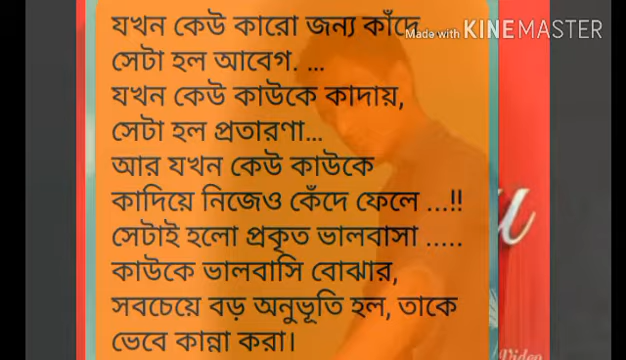 যখন কেউ কারো জন্য কাঁদে
Made with KINEMASTER
সেটা হল আবেগ. ...
যখন কেউ কাউকে কাদায়,
সেটা হল প্রতারণা...
আর যখন কেউ কাউকে
কাদিয়ে নিজেও কেঁদে ফেলে ...!!
সেটাই হলো প্রকৃত ভালবাসা .....
কাউকে ভালবাসি বোঝার,
সবচেয়ে বড় অনুভূতি হল, তাকে
ভেবে কান্না করা।
Video